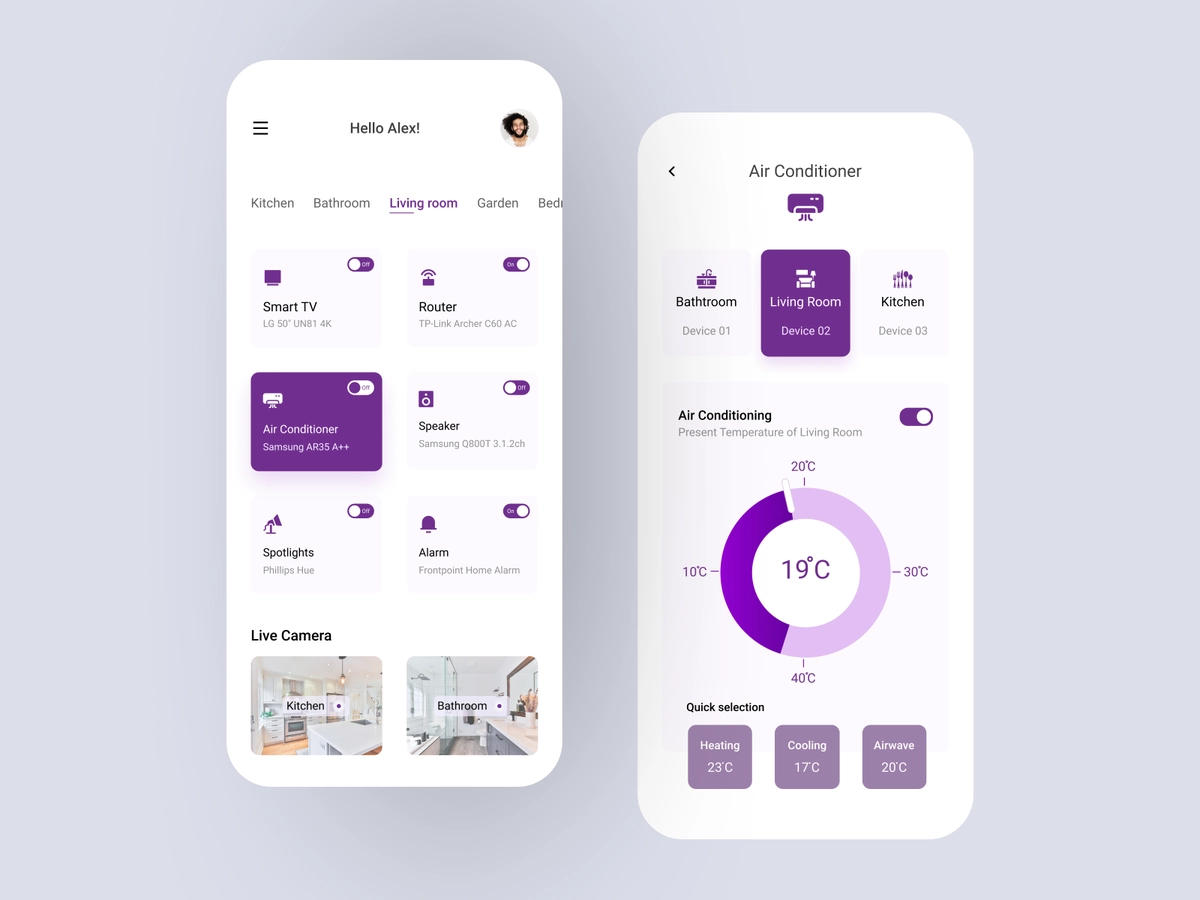 Hello Alex!
Kitchen Bathroom Living room Garden Bedr
Off
Smart TV
LG 50" UN81 4K
On
Router
TP-Link Archer C60 AC
Off
Air Conditioner
Samsung AR35 A++
Off
Speaker
Samsung Q800T 3.1.2ch
Off
Spotlights
Phillips Hue
On
Alarm
Frontpoint Home Alarm
Live Camera
Kitchen
Bathroom
Air Conditioner
Bathtroom
Device 01
Living Room
Device 02
Kitchen
Device 03
Air Conditioning
Present Temperature of Living Room
20°C
10°C
19°C
30°C
40°C
Quick selection
Heating
23°C
Cooling
17°C
Airwave
20°C